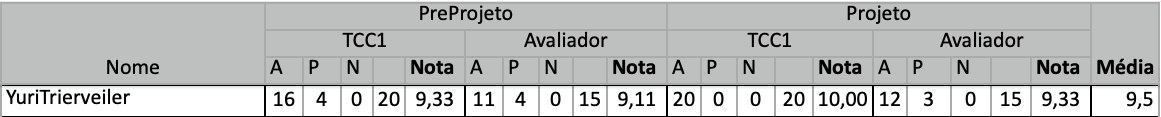 PreProjeto Projeto
TCC1 Avaliador TCC1 Avaliador
Nome A P N Nota A P N Nota A P N Nota A P N Nota Média
YuriTrierveiler 16 4 0 20 9,33 11 4 0 15 9,11 20 0 0 20 10,00 12 3 0 15 9,33 9,5